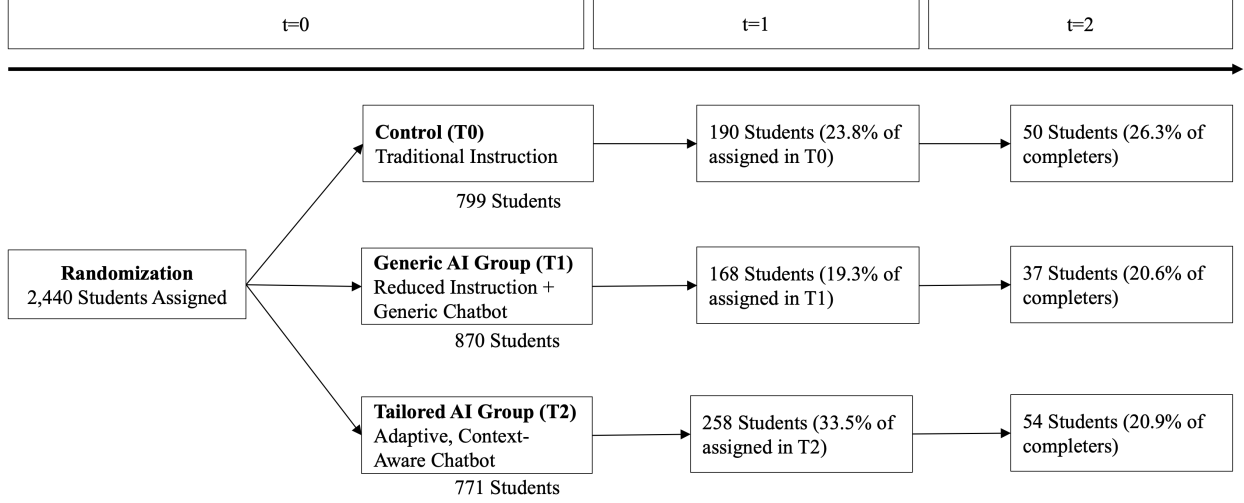 t=0
t=1
t=2
Control (T0)
Traditional Instruction
799 Students
190 Students (23.8% of
assigned in T0)
50 Students (26.3% of
completers)
Randomization
2,440 Students Assigned
Generic AI Group (T1)
Reduced Instruction +
Generic Chatbot
870 Students
168 Students (19.3% of
assigned in T1)
37 Students (20.6% of
completers)
Tailored AI Group (T2)
Adaptive, Context-
Aware Chatbot
771 Students
258 Students (33.5% of
assigned in T2)
54 Students (20.9% of
completers)